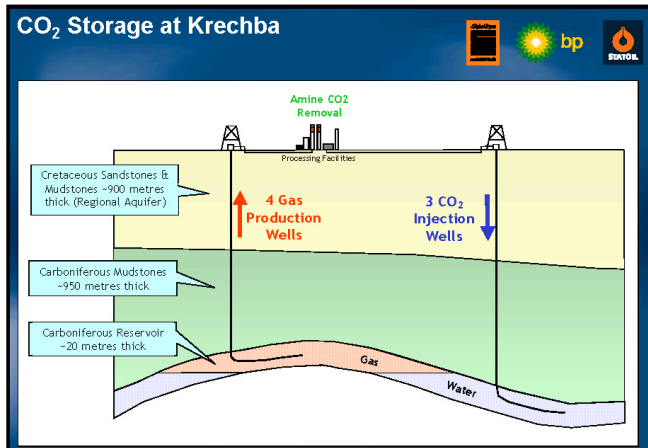 CO₂ Storage at Krechba
bp
STATOIL
Amine CO2
Removal
Processing Facilities
Cretaceous Sandstones &
Mudstones ~900 metres
thick (Regional Aquifer)
4 Gas
Production
Wells
3 CO₂
Injection
Wells
Carboniferous Mudstones
~950 metres thick
Carboniferous Reservoir
~20 metres thick
Gas
Water